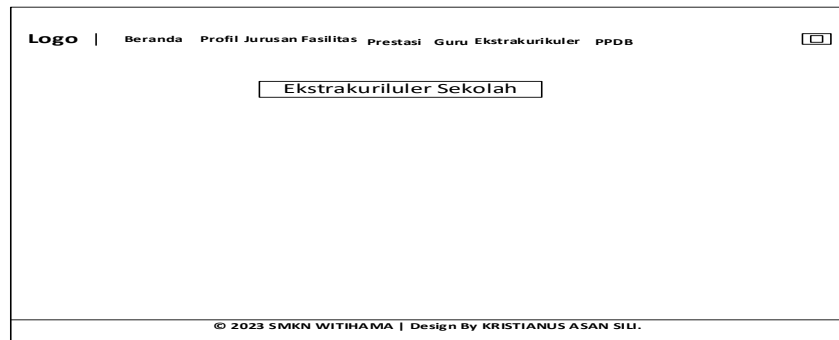 Logo | Beranda Profil Jurusan Fasilitas Prestasi Guru Ekstrakurikuler PPDB
Ekstrakuriluler Sekolah
© 2023 SMKN WITIHAMA | Design By KRISTIANUS ASAN SILI.